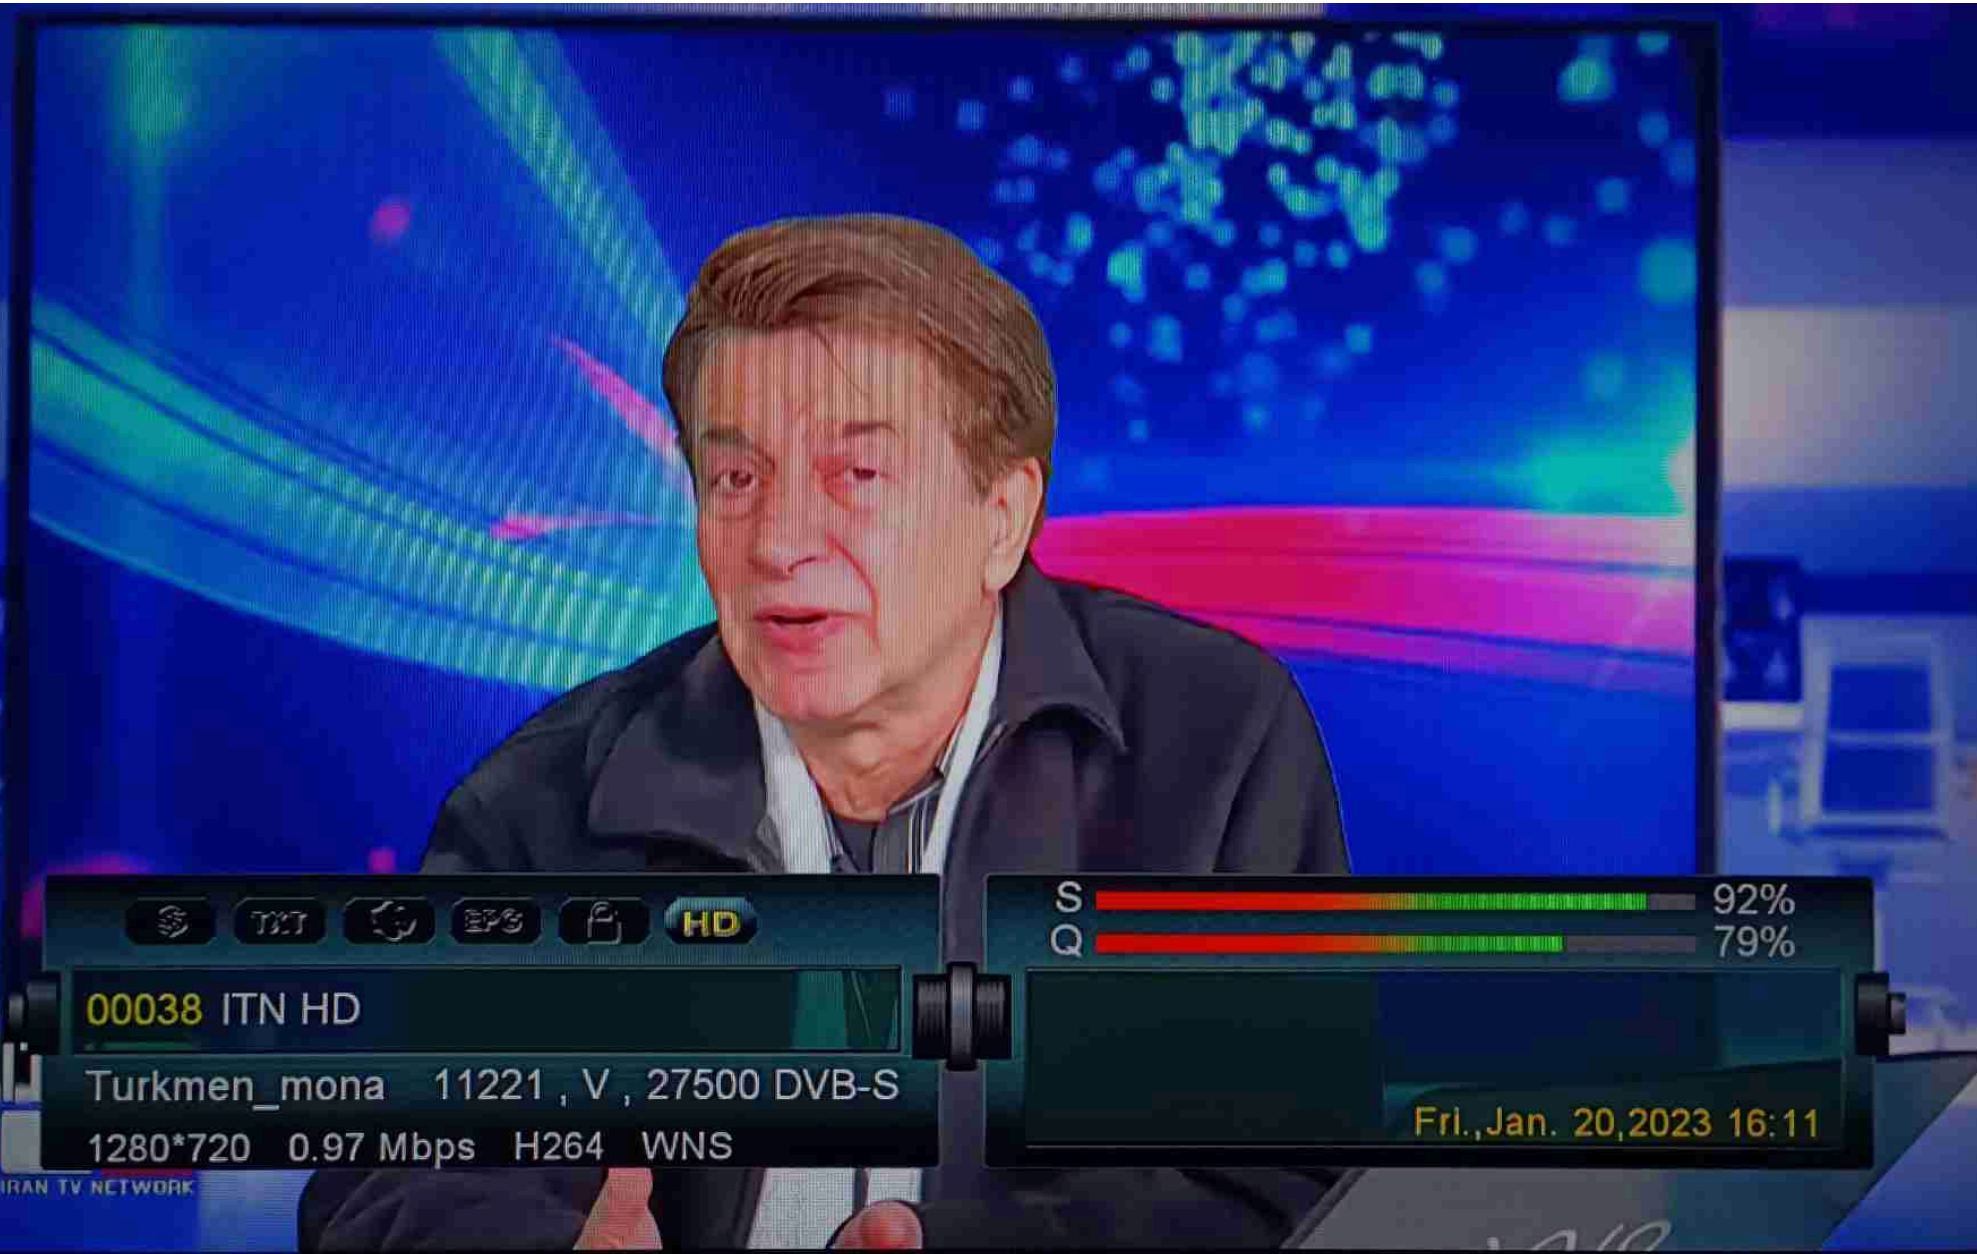 $ TXT EPG HD
S 92%
Q 79%
00038 ITN HD
Turkmen_mona 11221 , V , 27500 DVB-S
1280*720 0.97 Mbps H264 WNS
Fri.,Jan. 20,2023 16:11
IRAN TV NETWORK